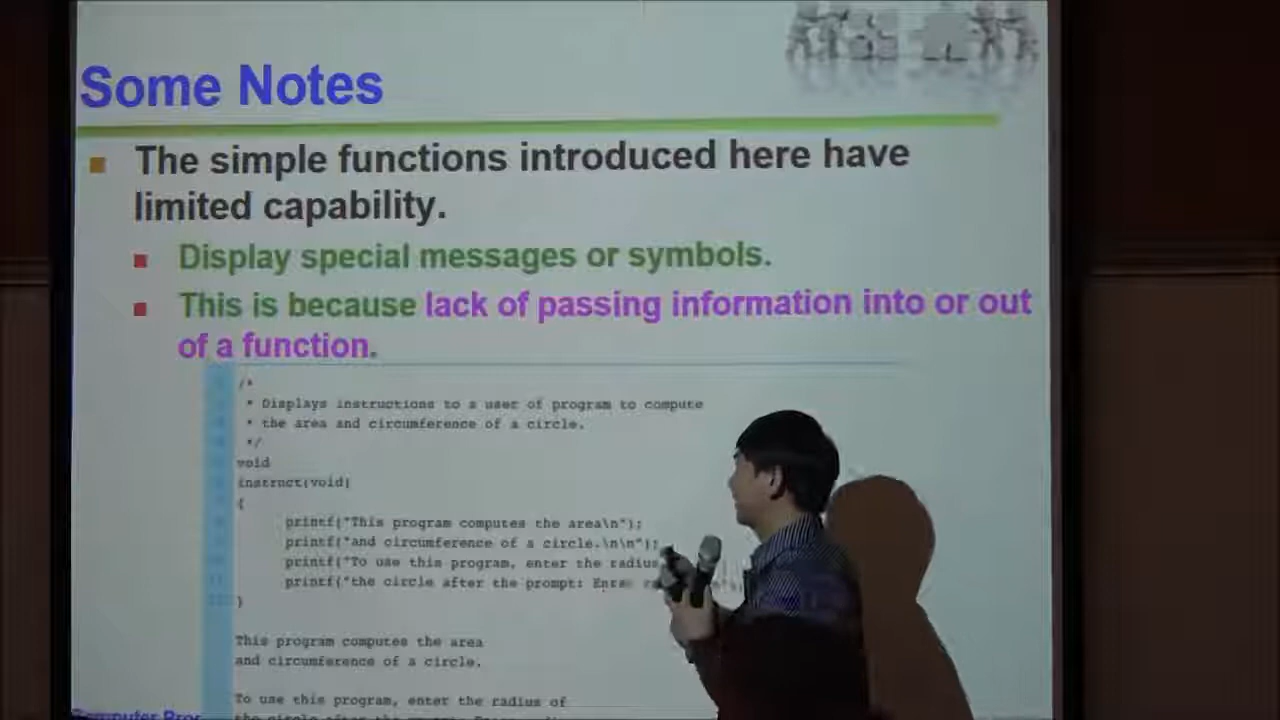 Some Notes
The simple functions introduced here have
limited capability.
Display special messages or symbols.
This is because lack of passing information into or out
of a function.
/*
* Displays instructions to a user of program to compute
* the area and circumference of a circle.
*/
void
instruct(void)
{
printf("This program computes the area\n");
printf("and circumference of a circle.\n\n");
printf("To use this program, enter the radius
printf("the circle after the prompt: Enter
}
This program computes the area
and circumference of a circle.
To use this program, enter the radius of
Computer